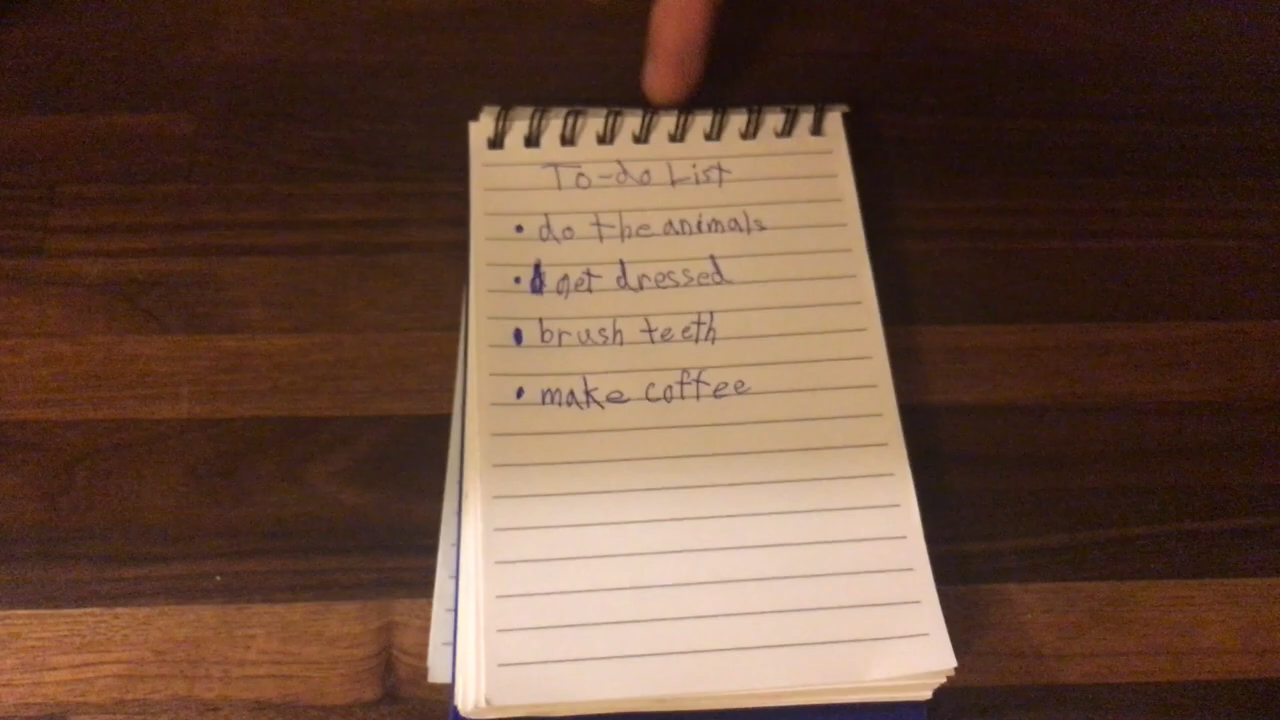 To-do List
• do the animals
• get dressed
• brush teeth
• make coffee